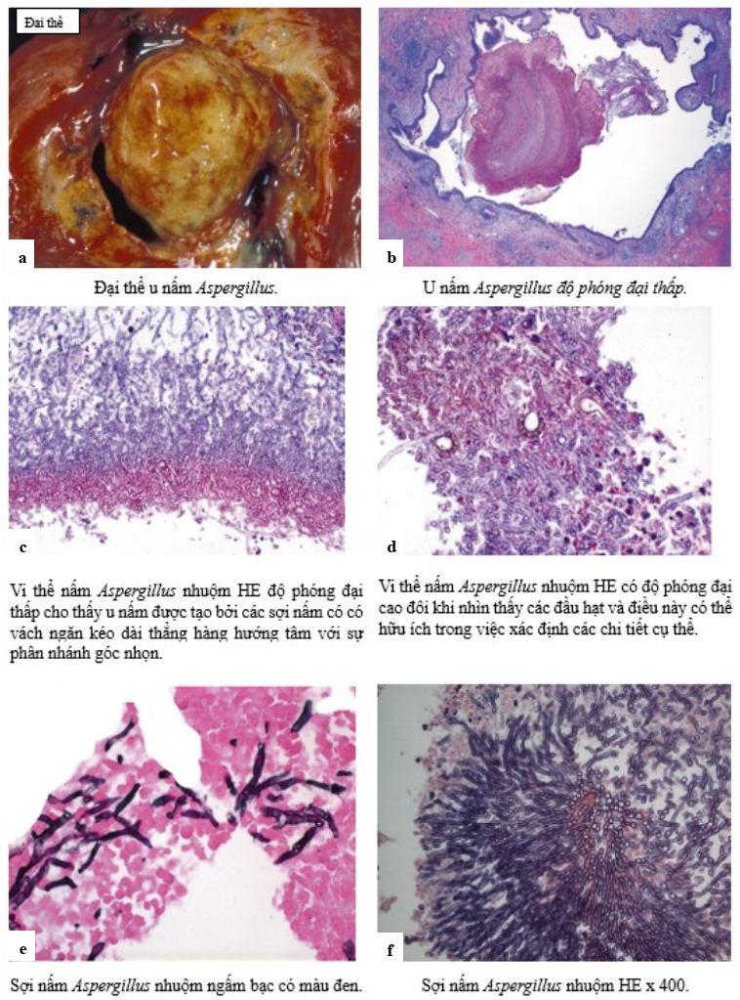 Đại thể
a
b
Đại thể u nấm Aspergillus.
U nấm Aspergillus độ phóng đại thấp.
c
d
Vi thể nấm Aspergillus nhuộm HE độ phóng đại
thấp cho thấy u nấm được tạo bởi các sợi nấm có có
vách ngăn kéo dài thẳng hàng hướng tâm với sự
phân nhánh góc nhọn.
Vi thể nấm Aspergillus nhuộm HE có độ phóng đại
cao đôi khi nhìn thấy các đầu hạt và điều này có thể
hữu ích trong việc xác định các chi tiết cụ thể.
e
f
Sợi nấm Aspergillus nhuộm ngấm bạc có màu đen.
Sợi nấm Aspergillus nhuộm HE x 400.